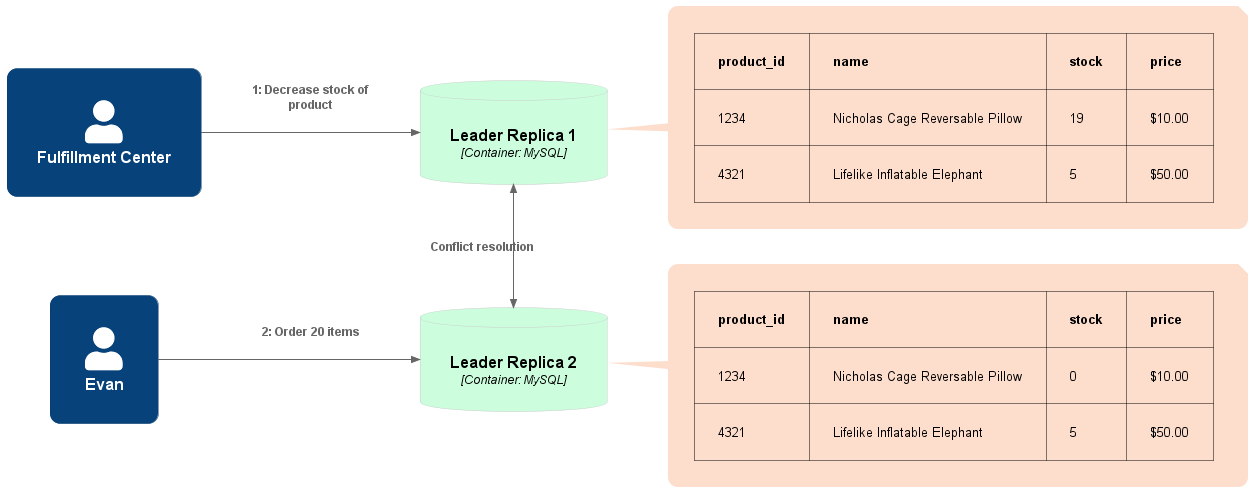 1: Decrease stock of
product
Fulfillment Center
Leader Replica 1
[Container: MySQL]
product_id name stock price
1234 Nicholas Cage Reversable Pillow 19 $10.00
4321 Lifelike Inflatable Elephant 5 $50.00
Conflict resolution
2: Order 20 items
Evan
Leader Replica 2
[Container: MySQL]
product_id name stock price
1234 Nicholas Cage Reversable Pillow 0 $10.00
4321 Lifelike Inflatable Elephant 5 $50.00